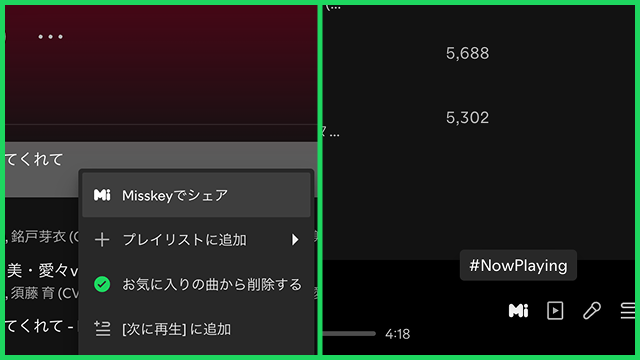 てくれて
Mi Misskeyでシェア
プレイリストに追加
, 銘戸芽衣 (C
美・愛々v
お気に入りの曲から削除する
, 須藤 育 (CV
てくれて -
[次に再生] に追加
(...
5,688
5,302
...
#NowPlaying
Mi
4:18